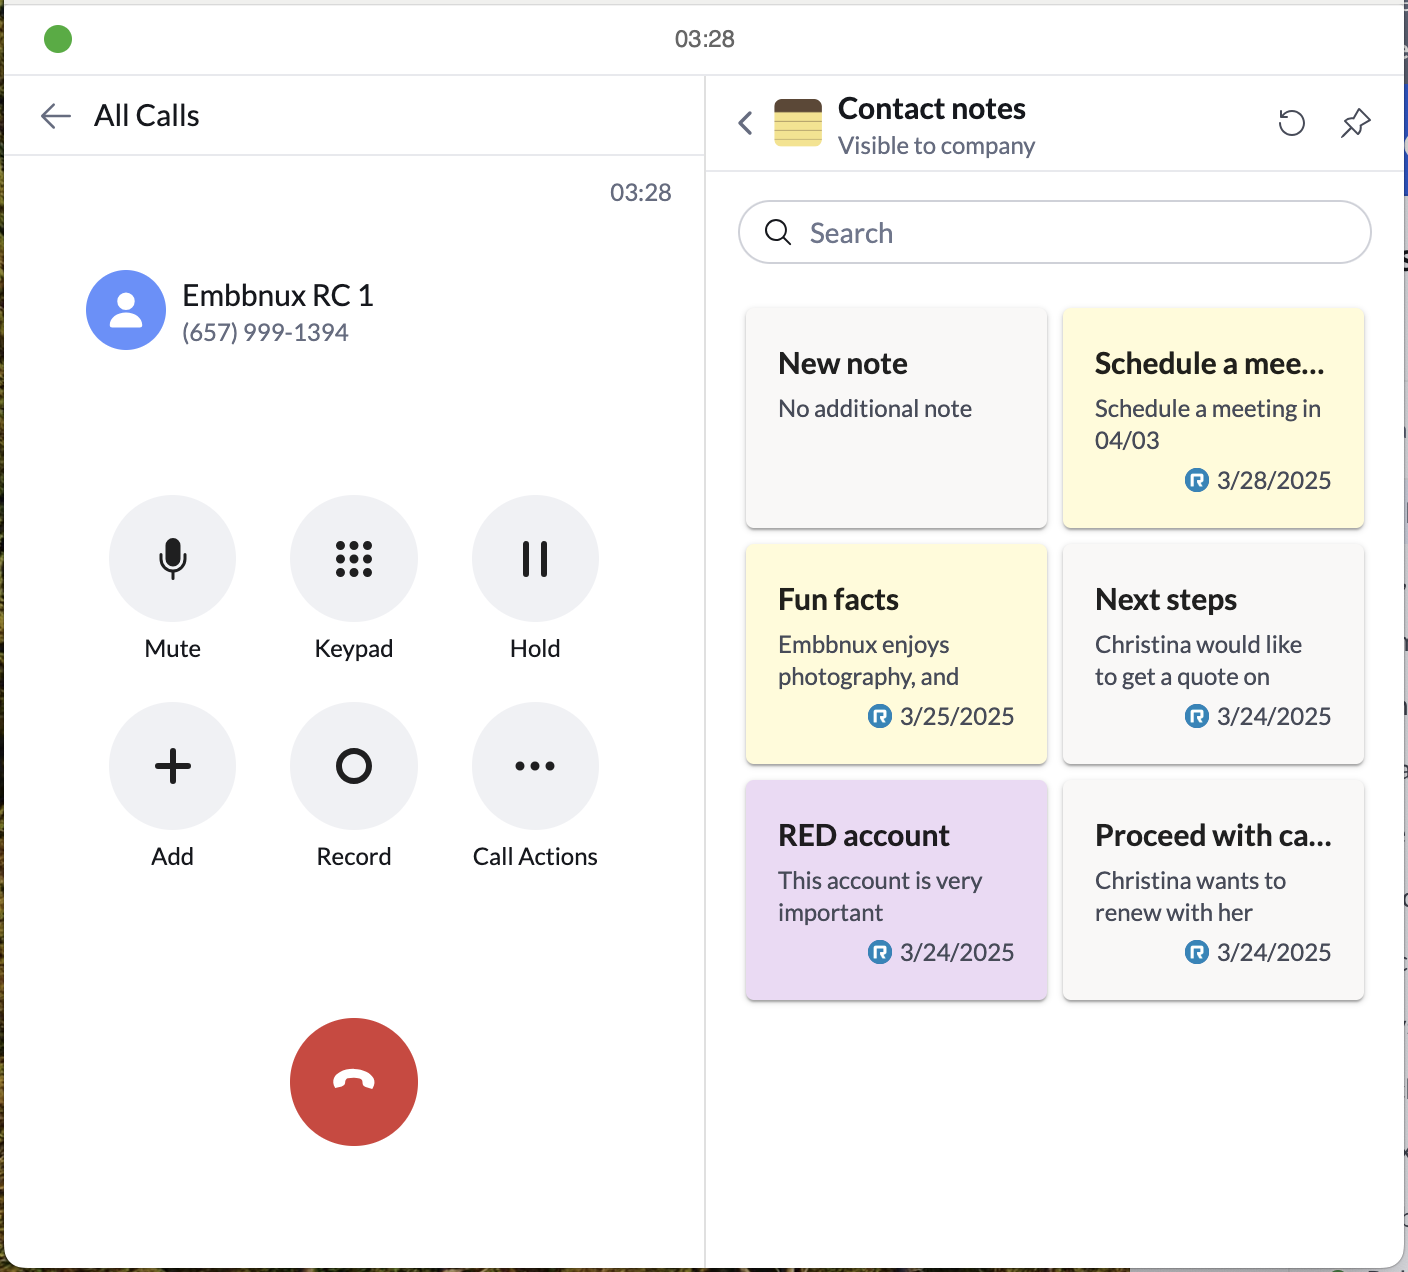 03:28
All Calls
03:28
Embbnux RC 1
(657) 999-1394
Mute
Keypad
Hold
Add
Record
Call Actions
Contact notes
Visible to company
Search
New note
No additional note
Schedule a mee...
Schedule a meeting in
04/03
3/28/2025
Fun facts
Embbnux enjoys
photography, and
3/25/2025
Next steps
Christina would like
to get a quote on
3/24/2025
RED account
This account is very
important
3/24/2025
Proceed with ca...
Christina wants to
renew with her
3/24/2025